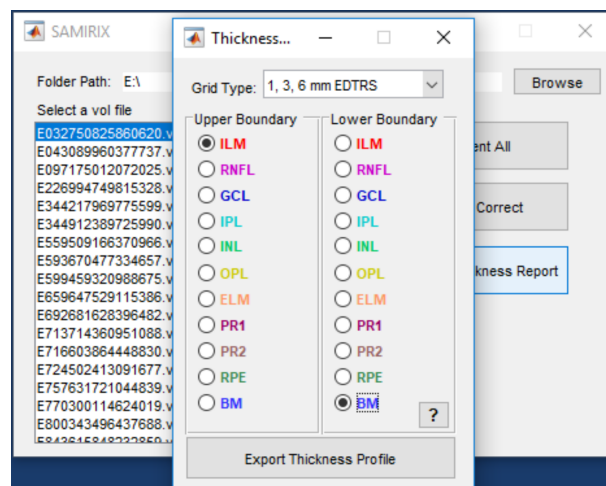 SAMIRIX
Thickness...
Folder Path: E:\
Browse
Select a vol file
E032750825860620.v
E043089960377737.v
E097175012072025.v
E226994749815328.v
E344217969775599.v
E344912389725990.v
E559509166370966.v
E593670477334657.v
E599459320988675.v
E659647529115386.v
E692681628396482.v
E713714360951088.v
E716603864448830.v
E724502413091677.v
E757631721044839.v
E770300114624019.v
E800343496437688.v
E843615848232859.v
Grid Type: 1, 3, 6 mm EDTRS
Upper Boundary
ILM
RNFL
GCL
IPL
INL
OPL
ELM
PR1
PR2
RPE
BM
Lower Boundary
ILM
RNFL
GCL
IPL
INL
OPL
ELM
PR1
PR2
RPE
BM
?
Export Thickness Profile
ent All
Correct
kness Report